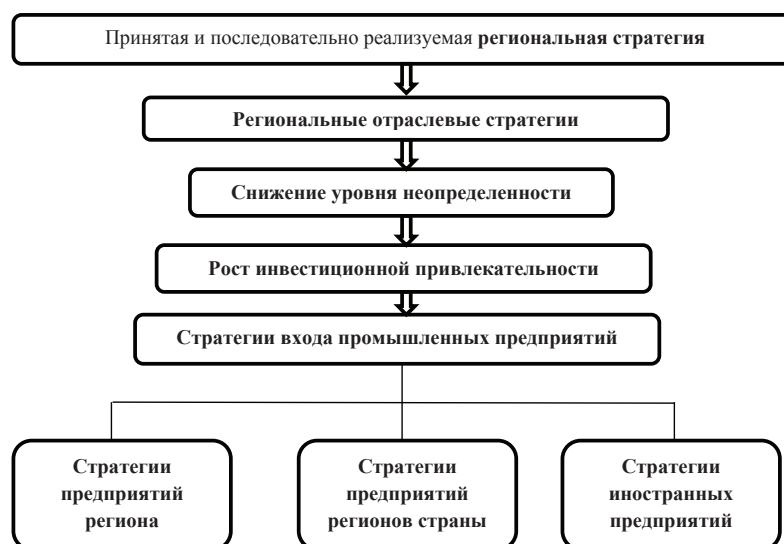 Принятая и последовательно реализуемая региональная стратегия
Региональные отраслевые стратегии
Снижение уровня неопределенности
Рост инвестиционной привлекательности
Стратегии входа промышленных предприятий
Стратегии
предприятий
региона
Стратегии
предприятий
регионов страны
Стратегии
иностранных
предприятий